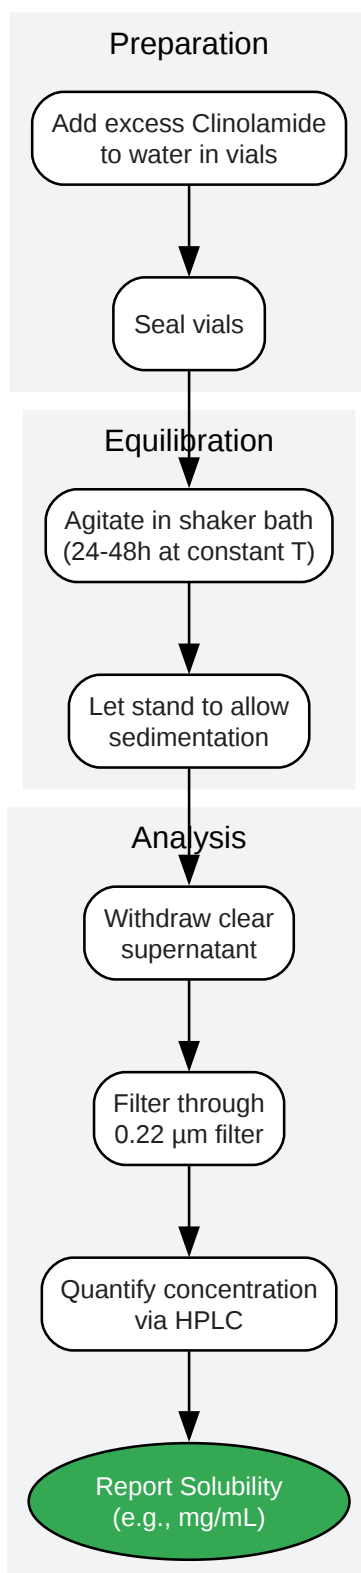 Preparation
Add excess Clinolamide
to water in vials
Seal vials
Equilibration
Agitate in shaker bath
(24-48h at constant T)
Let stand to allow
sedimentation
Analysis
Withdraw clear
supernatant
Filter through
0.22 µm filter
Quantify concentration
via HPLC
Report Solubility
(e.g., mg/mL)